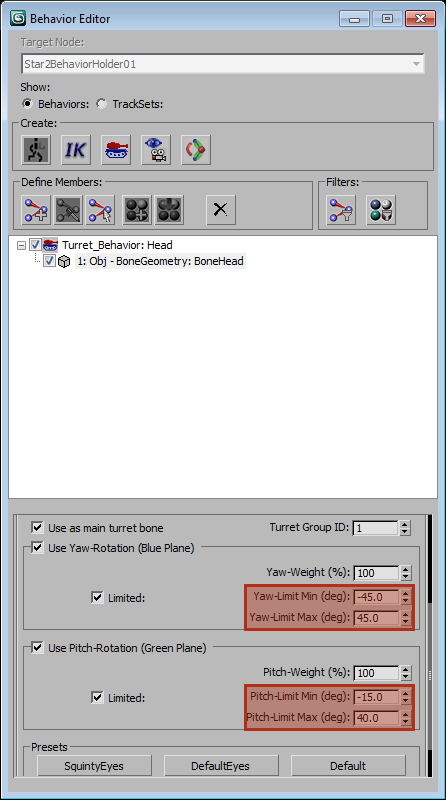 Behavior Editor
Target Node:
Star2BehaviorHolder01
Show:
Behaviors: TrackSets:
Create:
IK
Define Members: Filters:
Turret_Behavior: Head
1: Obj - BoneGeometry: BoneHead
Use as main turret bone Turret Group ID: 1
Use Yaw-Rotation (Blue Plane)
Yaw-Weight (%): 100
Limited: Yaw-Limit Min (deg): -45.0
Yaw-Limit Max (deg): 45.0
Use Pitch-Rotation (Green Plane)
Pitch-Weight (%): 100
Limited: Pitch-Limit Min (deg): -15.0
Pitch-Limit Max (deg): 40.0
Presets
SquintyEyes DefaultEyes Default